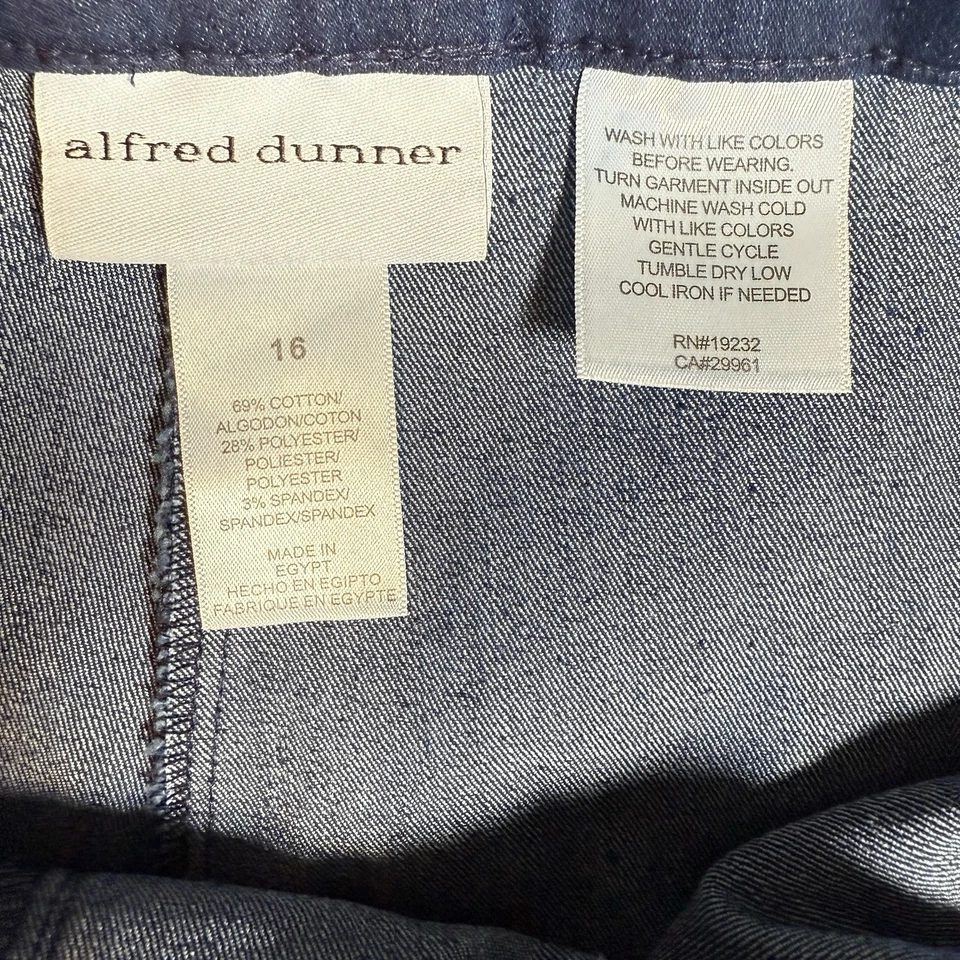 alfred dunner
16
69% COTTON/
ALGODON/COTON
28% POLYESTER/
POLIESTER/
POLYESTER
3% SPANDEX/
SPANDEX/SPANDEX
MADE IN
EGYPT
HECHO EN EGIPTO
FABRIQUE EN EGYPTE
WASH WITH LIKE COLORS
BEFORE WEARING.
TURN GARMENT INSIDE OUT
MACHINE WASH COLD
WITH LIKE COLORS
GENTLE CYCLE
TUMBLE DRY LOW
COOL IRON IF NEEDED
RN#19232
CA#29961